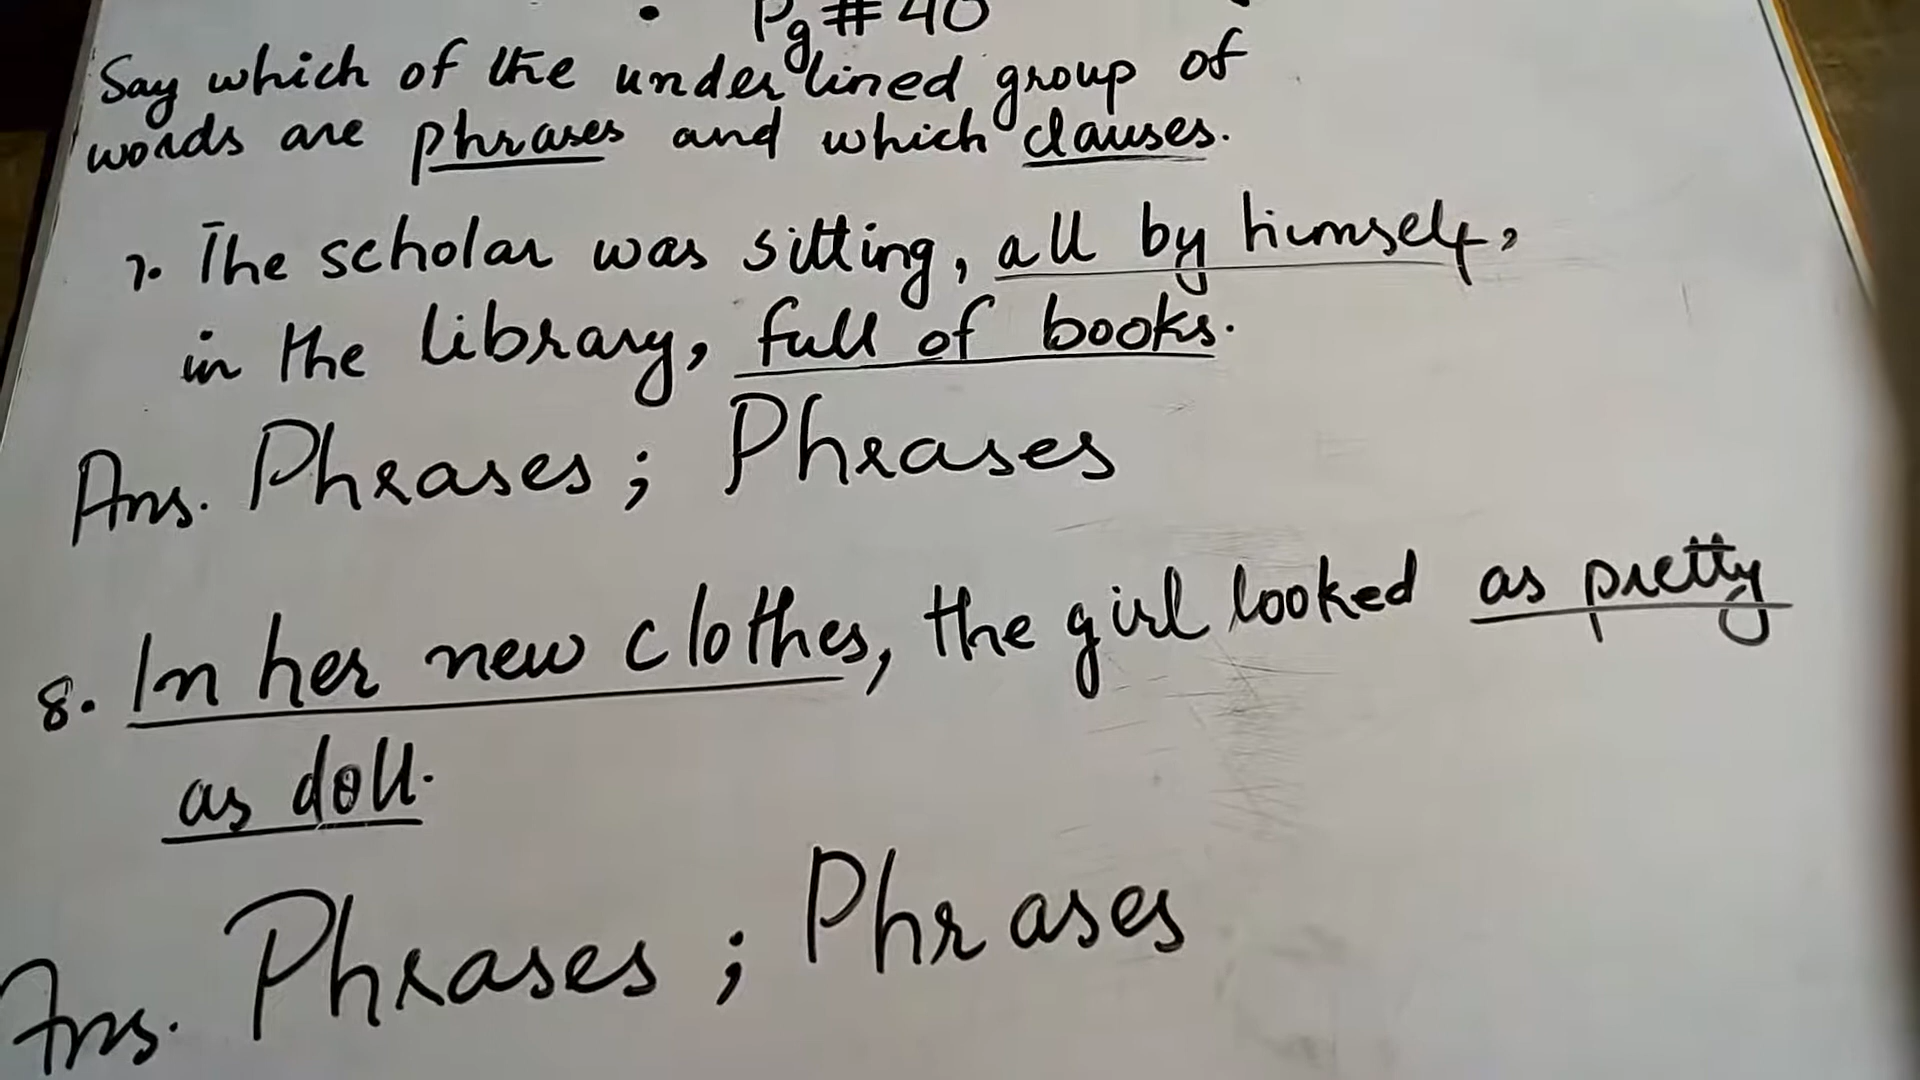 • Pg # 40
Say which of the underlined group of
words are phrases and which clauses.
7. The scholar was sitting, all by himself,
in the library, full of books.
Ans. Phrases; Phrases
8. In her new clothes, the girl looked as pretty
as doll.
Ans. Phrases; Phrases